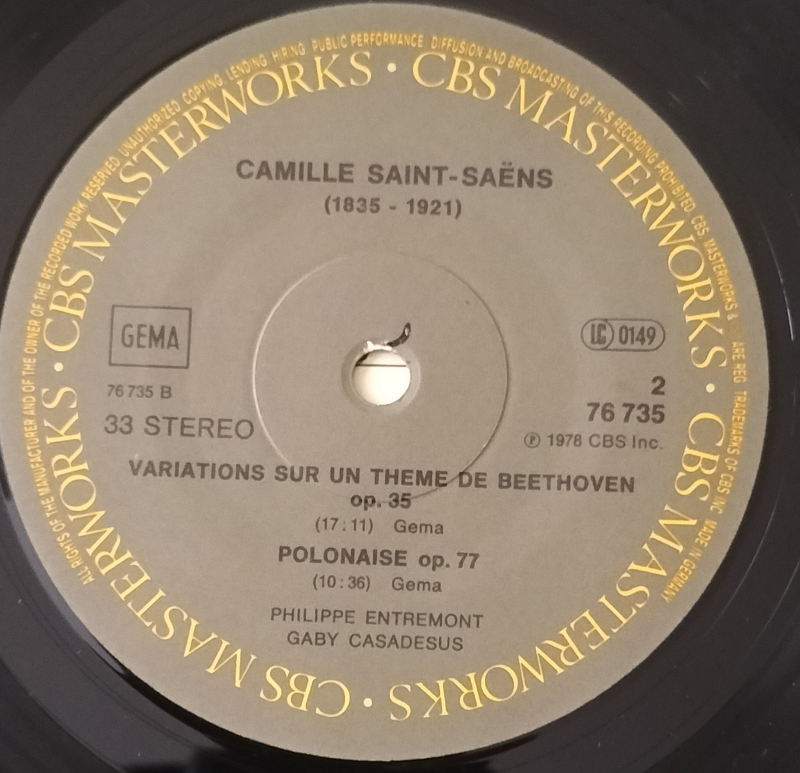 ALL RIGHTS OF THE MANUFACTURER AND OF THE OWNER OF THE RECORDED WORK RESERVED. UNAUTHORIZED COPYING, LENDING, HIRING, PUBLIC PERFORMANCE, DIFFUSION AND BROADCASTING OF THIS RECORDING PROHIBITED. CBS, MASTERWORKS & ARE REG. TRADEMARKS OF CBS INC. MADE IN GERMANY
CBS MASTERWORKS · CBS MASTERWORKS · CBS MASTERWORKS · CBS MASTERWORKS · CBS MASTERWORKS ·
CAMILLE SAINT-SAËNS
(1835 - 1921)
GEMA
LC 0149
76 735 B
2
33 STEREO
76 735
℗ 1978 CBS Inc.
VARIATIONS SUR UN THEME DE BEETHOVEN
op. 35
(17:11) Gema
POLONAISE op. 77
(10:36) Gema
PHILIPPE ENTREMONT
GABY CASADESUS